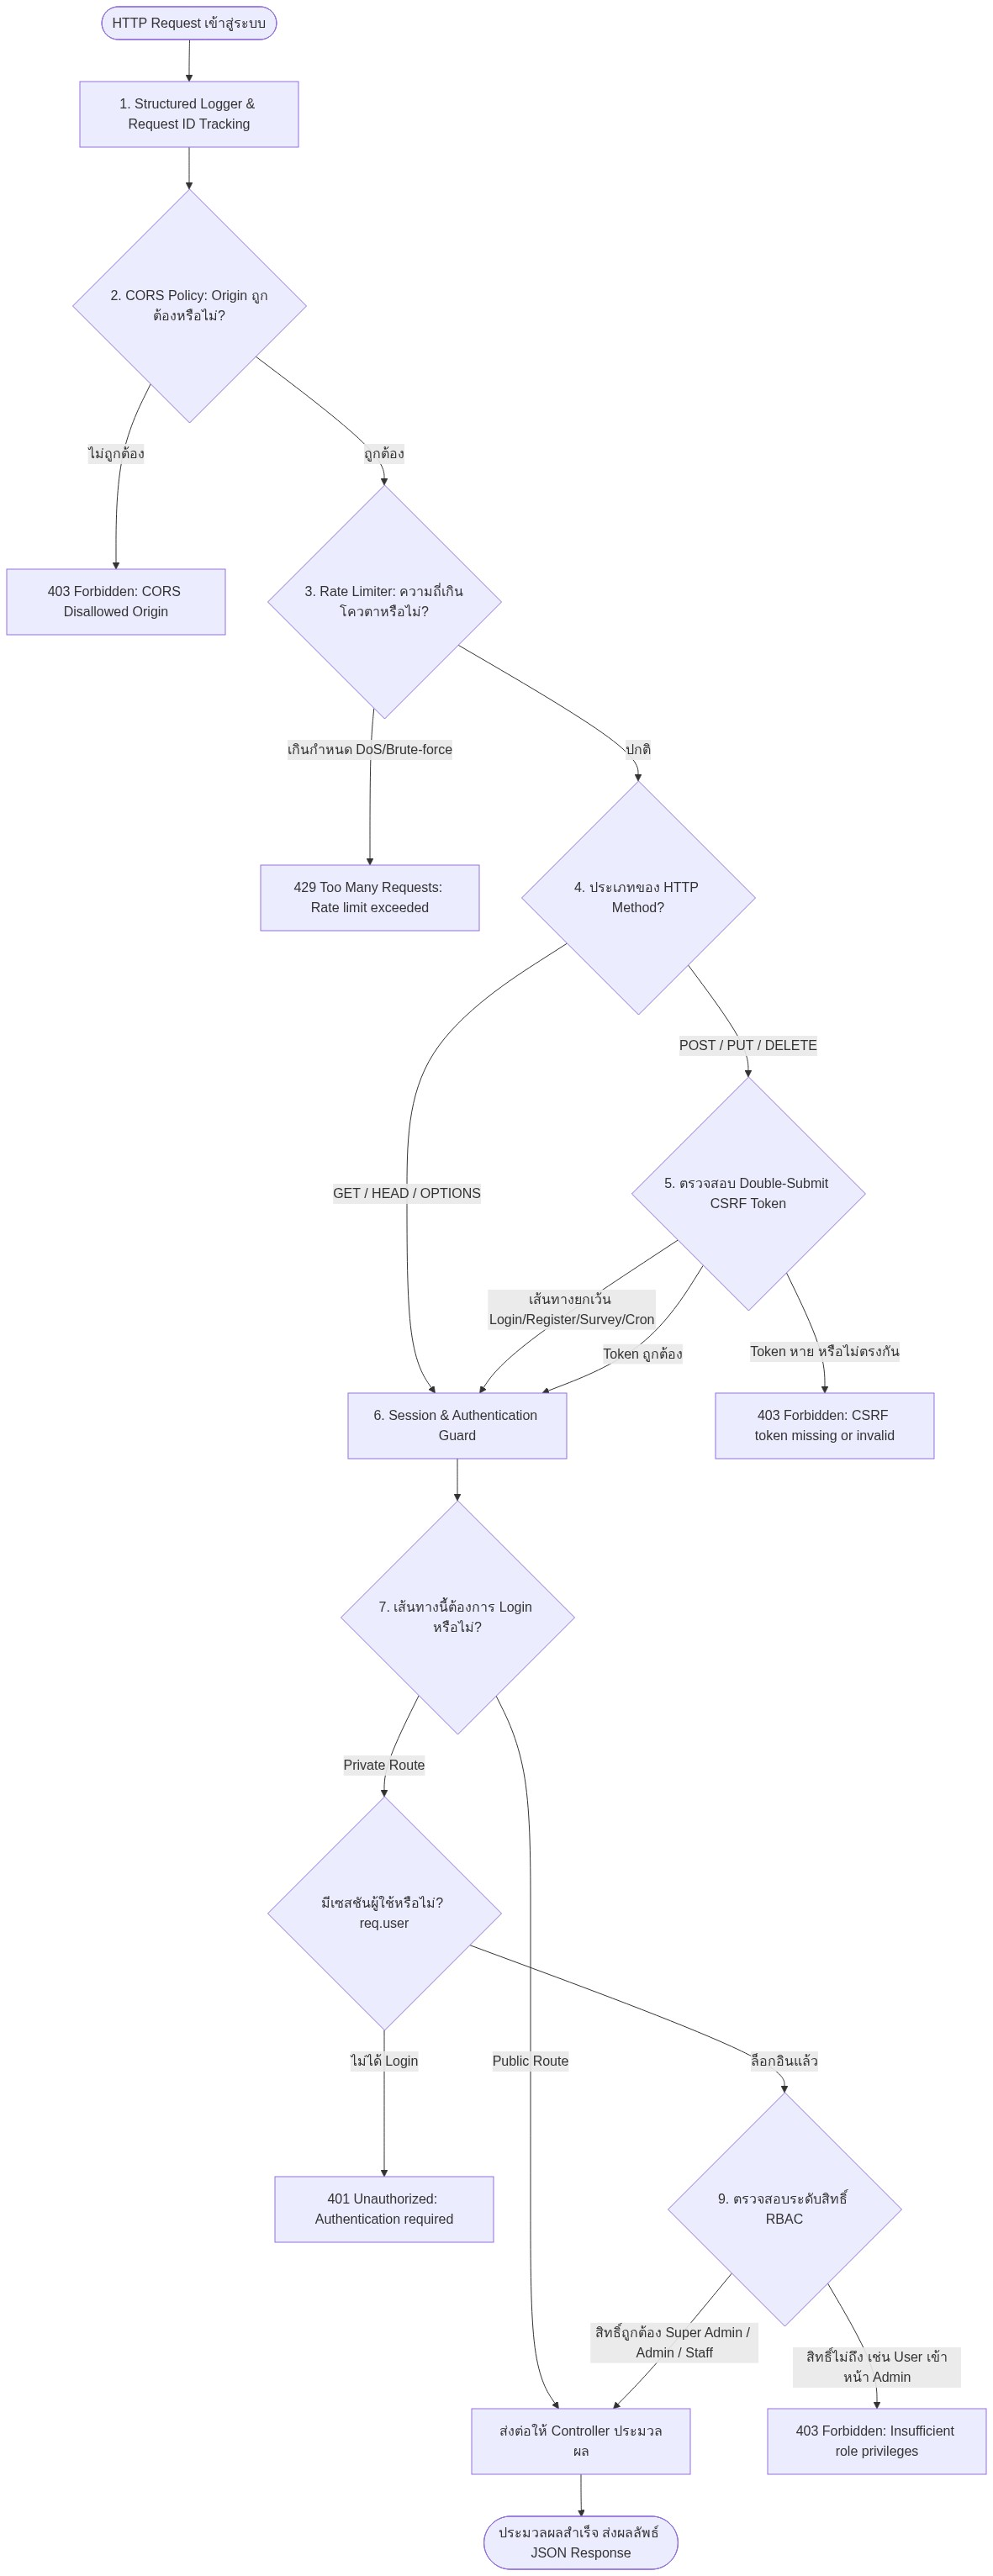 HTTP Request เข้าสู่ระบบ
1. Structured Logger &
Request ID Tracking
2. CORS Policy: Origin ถูก
ต้องหรือไม่?
ไม่ถูกต้อง
ถูกต้อง
403 Forbidden: CORS
Disallowed Origin
3. Rate Limiter: ความถี่เกิน
โควตาหรือไม่?
เกินกำหนด DoS/Brute-force
ปกติ
429 Too Many Requests:
Rate limit exceeded
4. ประเภทของ HTTP
Method?
POST / PUT / DELETE
GET / HEAD / OPTIONS
5. ตรวจสอบ Double-Submit
CSRF Token
เส้นทางยกเว้น
Login/Register/Survey/Cron
Token ถูกต้อง
Token หาย หรือไม่ตรงกัน
6. Session & Authentication
Guard
403 Forbidden: CSRF
token missing or invalid
7. เส้นทางนี้ต้องการ Login
หรือไม่?
Private Route
มีเซสชันผู้ใช้หรือไม่?
req.user
ไม่ได้ Login
Public Route
ล็อกอินแล้ว
401 Unauthorized:
Authentication required
9. ตรวจสอบระดับสิทธิ์
RBAC
สิทธิ์ถูกต้อง Super Admin /
Admin / Staff
สิทธิ์ไม่ถึง เช่น User เข้า
หน้า Admin
ส่งต่อให้ Controller ประมวล
ผล
403 Forbidden: Insufficient
role privileges
ประมวลผลสำเร็จ ส่งผลลัพธ์
JSON Response